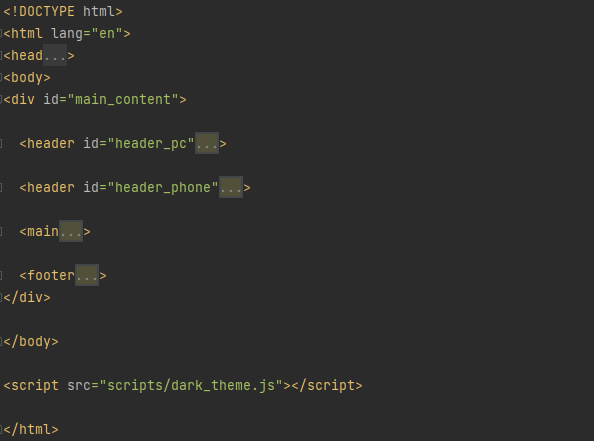 <!DOCTYPE html>
<html lang="en">
<head...>
<body>
<div id="main_content">
<header id="header_pc"...>
<header id="header_phone"...>
<main...>
<footer...>
</div>
</body>
<script src="scripts/dark_theme.js"></script>
</html>